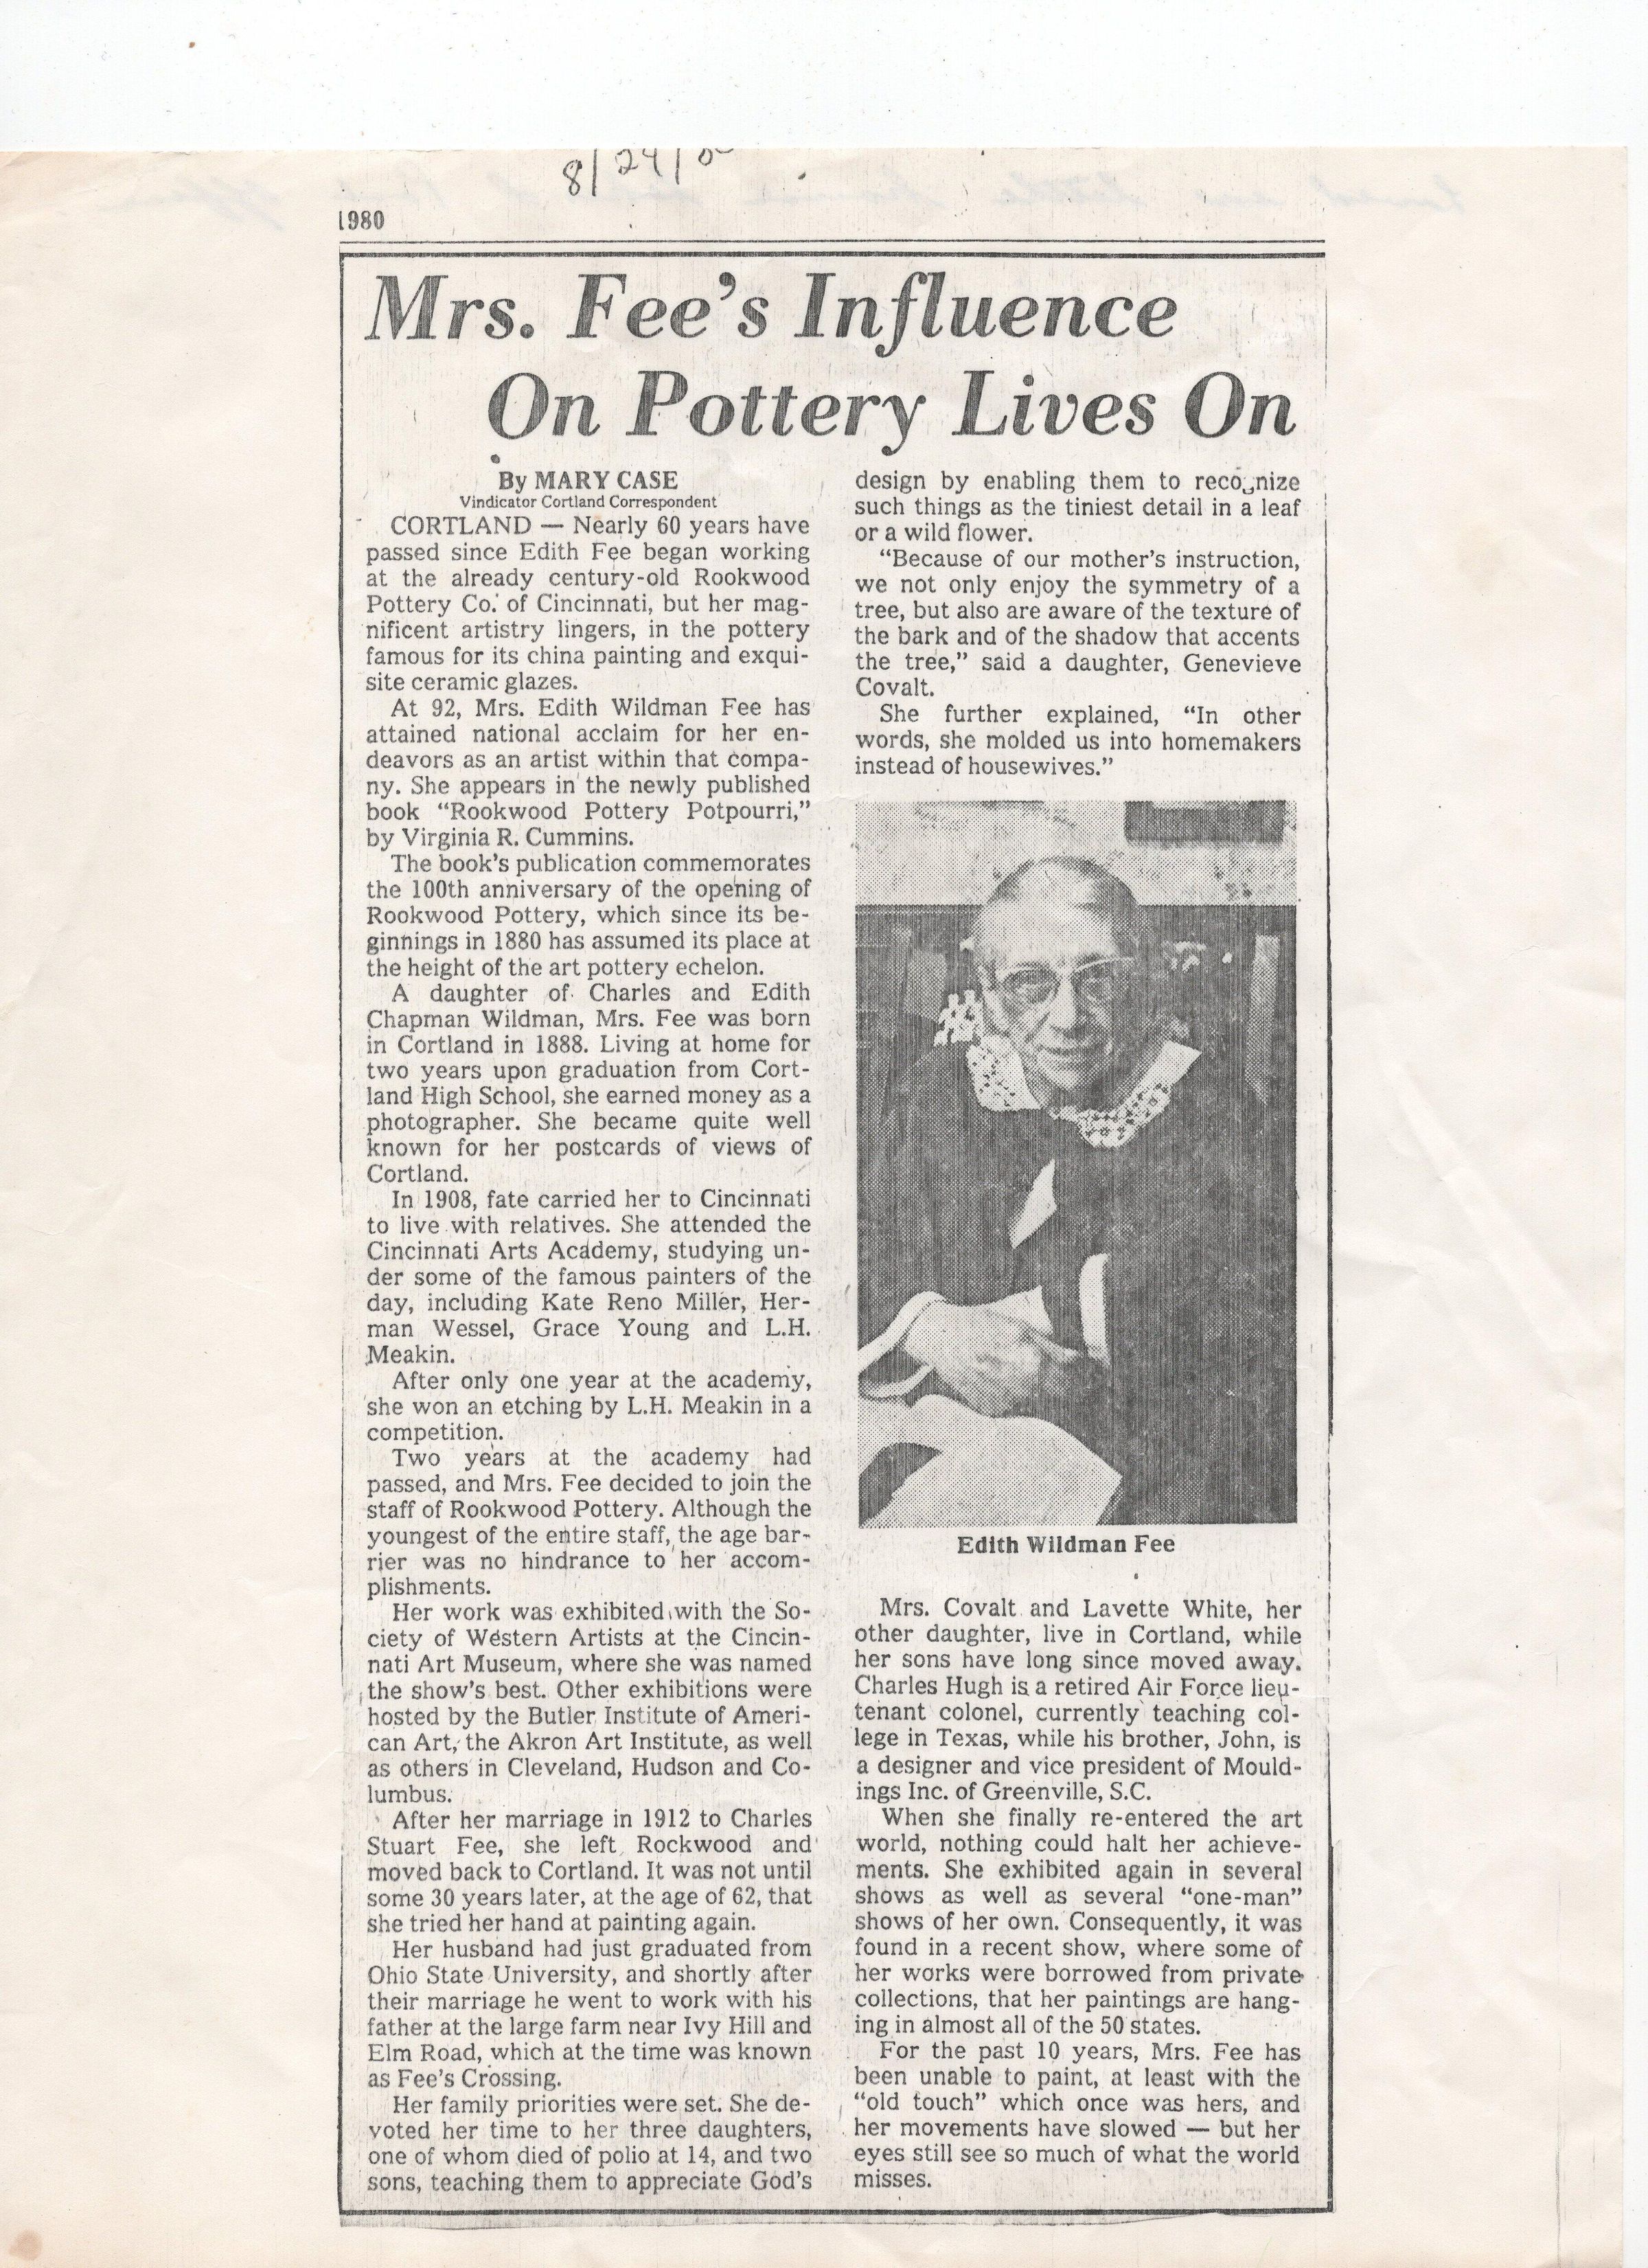 8/24/
1980
Mrs. Fee's Influence
On Pottery Lives On
By MARY CASE
Vindicator Cortland Correspondent
CORTLAND — Nearly 60 years have
passed since Edith Fee began working
at the already century-old Rookwood
Pottery Co. of Cincinnati, but her mag-
nificent artistry lingers, in the pottery
famous for its china painting and exqui-
site ceramic glazes.
At 92, Mrs. Edith Wildman Fee has
attained national acclaim for her en-
deavors as an artist within that compa-
ny. She appears in the newly published
book "Rookwood Pottery Potpourri,"
by Virginia R. Cummins.
The book's publication commemorates
the 100th anniversary of the opening of
Rookwood Pottery, which since its be-
ginnings in 1880 has assumed its place at
the height of the art pottery echelon.
A daughter of Charles and Edith
Chapman Wildman, Mrs. Fee was born
in Cortland in 1888. Living at home for
two years upon graduation from Cort-
land High School, she earned money as a
photographer. She became quite well
known for her postcards of views of
Cortland.
In 1908, fate carried her to Cincinnati
to live with relatives. She attended the
Cincinnati Arts Academy, studying un-
der some of the famous painters of the
day, including Kate Reno Miller, Her-
man Wessel, Grace Young and L.H.
Meakin.
After only one year at the academy,
she won an etching by L.H. Meakin in a
competition.
Two years at the academy had
passed, and Mrs. Fee decided to join the
staff of Rookwood Pottery. Although the
youngest of the entire staff, the age bar-
rier was no hindrance to her accom-
plishments.
Her work was exhibited with the So-
ciety of Western Artists at the Cincin-
nati Art Museum, where she was named
the show's best. Other exhibitions were
hosted by the Butler Institute of Ameri-
can Art, the Akron Art Institute, as well
as others in Cleveland, Hudson and Co-
lumbus.
After her marriage in 1912 to Charles
Stuart Fee, she left Rockwood and
moved back to Cortland. It was not until
some 30 years later, at the age of 62, that
she tried her hand at painting again.
Her husband had just graduated from
Ohio State University, and shortly after
their marriage he went to work with his
father at the large farm near Ivy Hill and
Elm Road, which at the time was known
as Fee's Crossing.
Her family priorities were set. She de-
voted her time to her three daughters,
one of whom died of polio at 14, and two
sons, teaching them to appreciate God's
design by enabling them to recognize
such things as the tiniest detail in a leaf
or a wild flower.
"Because of our mother's instruction,
we not only enjoy the symmetry of a
tree, but also are aware of the texture of
the bark and of the shadow that accents
the tree," said a daughter, Genevieve
Covalt.
She further explained, "In other
words, she molded us into homemakers
instead of housewives."
Edith Wildman Fee
Mrs. Covalt and Lavette White, her
other daughter, live in Cortland, while
her sons have long since moved away.
Charles Hugh is a retired Air Force lieu-
tenant colonel, currently teaching col-
lege in Texas, while his brother, John, is
a designer and vice president of Mould-
ings Inc. of Greenville, S.C.
When she finally re-entered the art
world, nothing could halt her achieve-
ments. She exhibited again in several
shows as well as several "one-man"
shows of her own. Consequently, it was
found in a recent show, where some of
her works were borrowed from private
collections, that her paintings are hang-
ing in almost all of the 50 states.
For the past 10 years, Mrs. Fee has
been unable to paint, at least with the
"old touch" which once was hers, and
her movements have slowed — but her
eyes still see so much of what the world
misses.